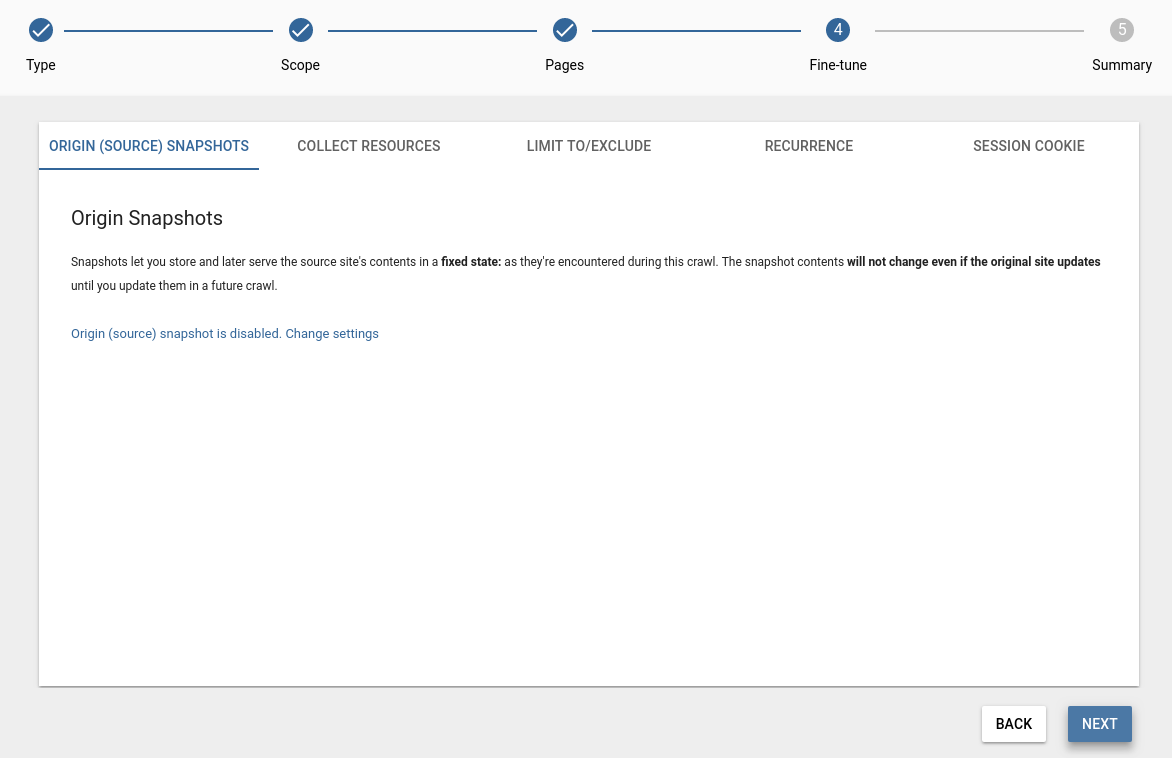 4
5
Type
Scope
Pages
Fine-tune
Summary
ORIGIN (SOURCE) SNAPSHOTS
COLLECT RESOURCES
LIMIT TO/EXCLUDE
RECURRENCE
SESSION COOKIE
Origin Snapshots
Snapshots let you store and later serve the source site's contents in a fixed state: as they're encountered during this crawl. The snapshot contents will not change even if the original site updates
until you update them in a future crawl.
Origin (source) snapshot is disabled. Change settings
BACK
NEXT